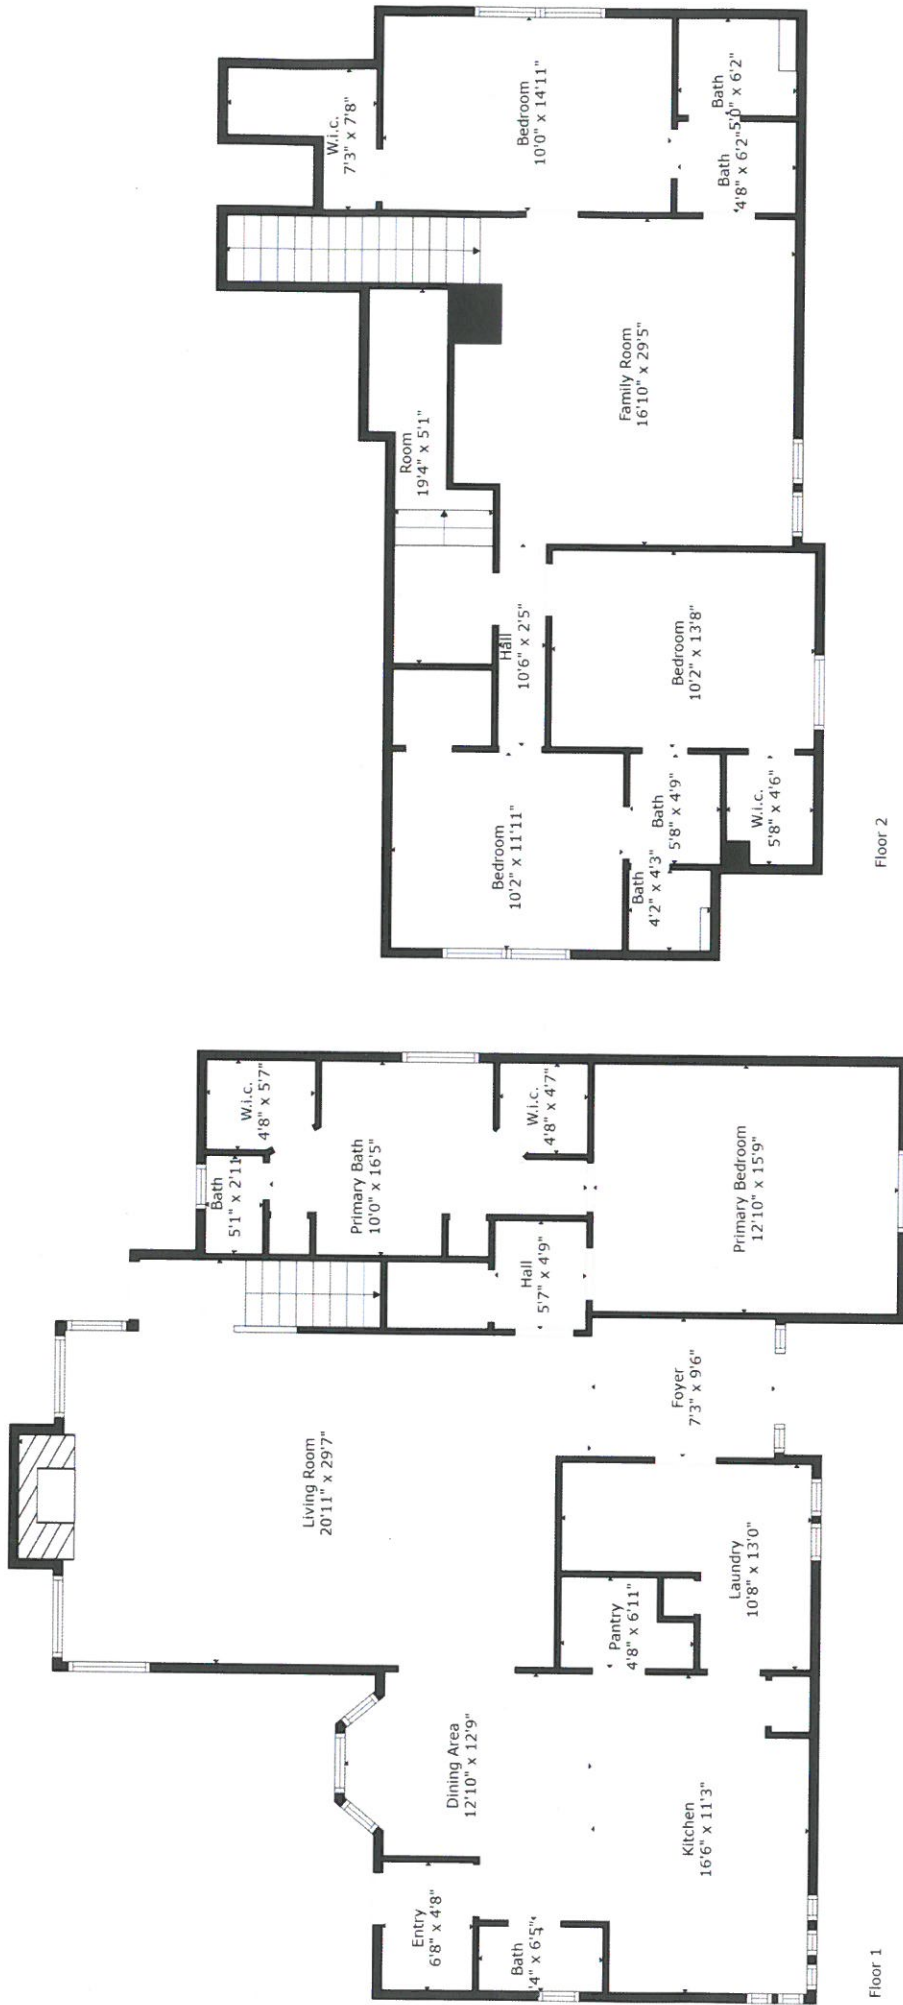 Living Room
20'11" x 29'7"
Bath
5'1" x 2'11
W.i.c.
4'8" x 5'7"
Primary Bath
10'0" x 16'5"
Entry
6'8" x 4'8"
Dining Area
12'10" x 12'9"
Hall
5'7" x 4'9"
W.i.c.
4'8" x 4'7"
Bath
'4" x 6'5"
Pantry
4'8" x 6'11"
Foyer
7'3" x 9'6"
Kitchen
16'6" x 11'3"
Laundry
10'8" x 13'0"
Primary Bedroom
12'10" x 15'9"
Floor 1
W.i.c.
7'3" x 7'8"
Room
19'4" x 5'1"
Bedroom
10'2" x 11'11"
Hall
10'6" x 2'5"
Bedroom
10'0" x 14'11"
Family Room
16'10" x 29'5"
Bath
4'2" x 4'3"
Bath
5'8" x 4'9"
Bedroom
10'2" x 13'8"
Bath
4'8" x 6'2"
Bath
5'0" x 6'2"
W.i.c.
5'8" x 4'6"
Floor 2